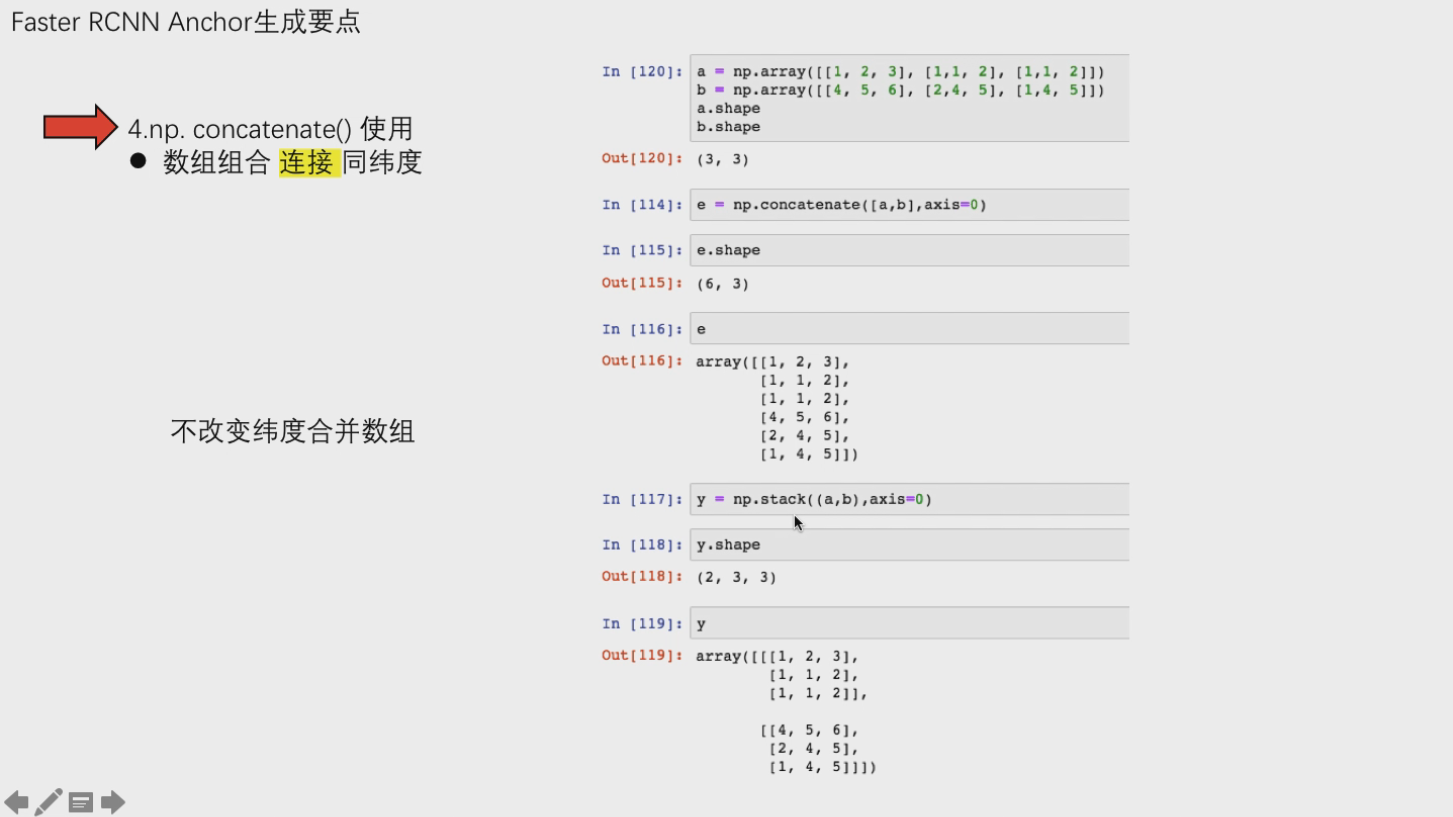 Faster RCNN Anchor生成要点
4.np. concatenate() 使用
● 数组组合 连接 同纬度
不改变纬度合并数组
In [120]: a = np.array([[1, 2, 3], [1,1, 2], [1,1, 2]])
b = np.array([[4, 5, 6], [2,4, 5], [1,4, 5]])
a.shape
b.shape
Out[120]: (3, 3)
In [114]: e = np.concatenate([a,b],axis=0)
In [115]: e.shape
Out[115]: (6, 3)
In [116]: e
Out[116]: array([[1, 2, 3],
[1, 1, 2],
[1, 1, 2],
[4, 5, 6],
[2, 4, 5],
[1, 4, 5]])
In [117]: y = np.stack((a,b),axis=0)
In [118]: y.shape
Out[118]: (2, 3, 3)
In [119]: y
Out[119]: array([[[1, 2, 3],
[1, 1, 2],
[1, 1, 2]],
[[4, 5, 6],
[2, 4, 5],
[1, 4, 5]]])